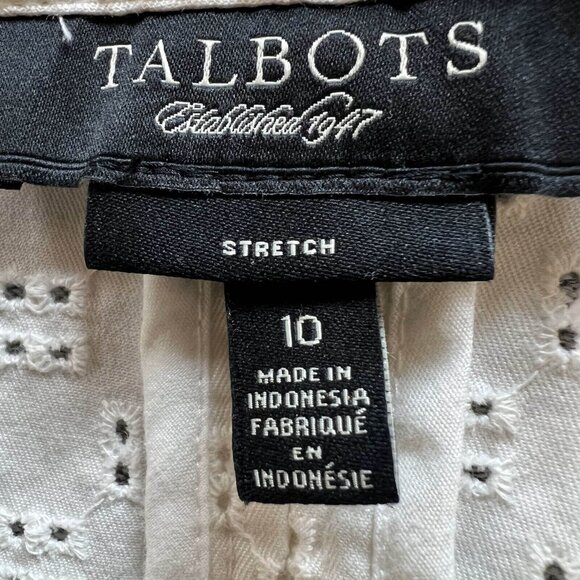 TALBOTS
Established 1947
STRETCH
10
MADE IN
INDONESIA
FABRIQUÉ
EN
INDONÉSIE